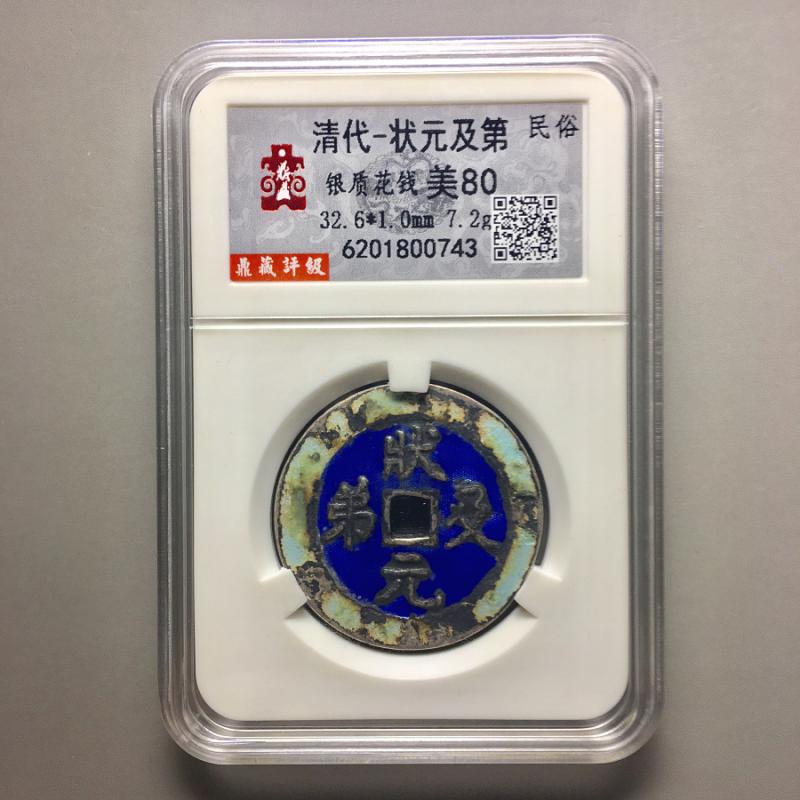 清代-状元及第 民俗
银质花钱 美80
32.6*1.0mm 7.2g
6201800743
鼎藏評級
狀元及第